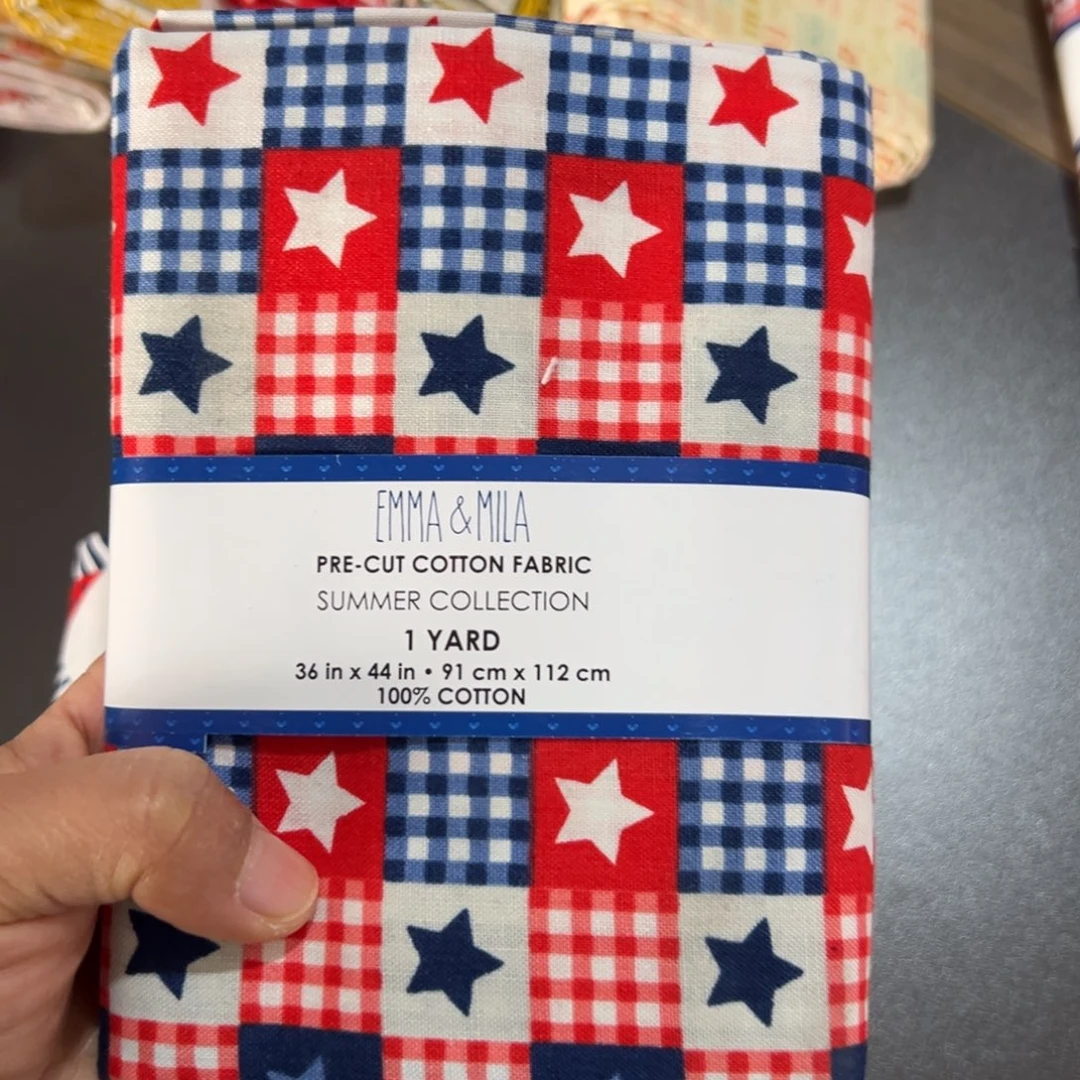 EMMA & MILA
PRE-CUT COTTON FABRIC
SUMMER COLLECTION
1 YARD
36 in x 44 in • 91 cm x 112 cm
100% COTTON